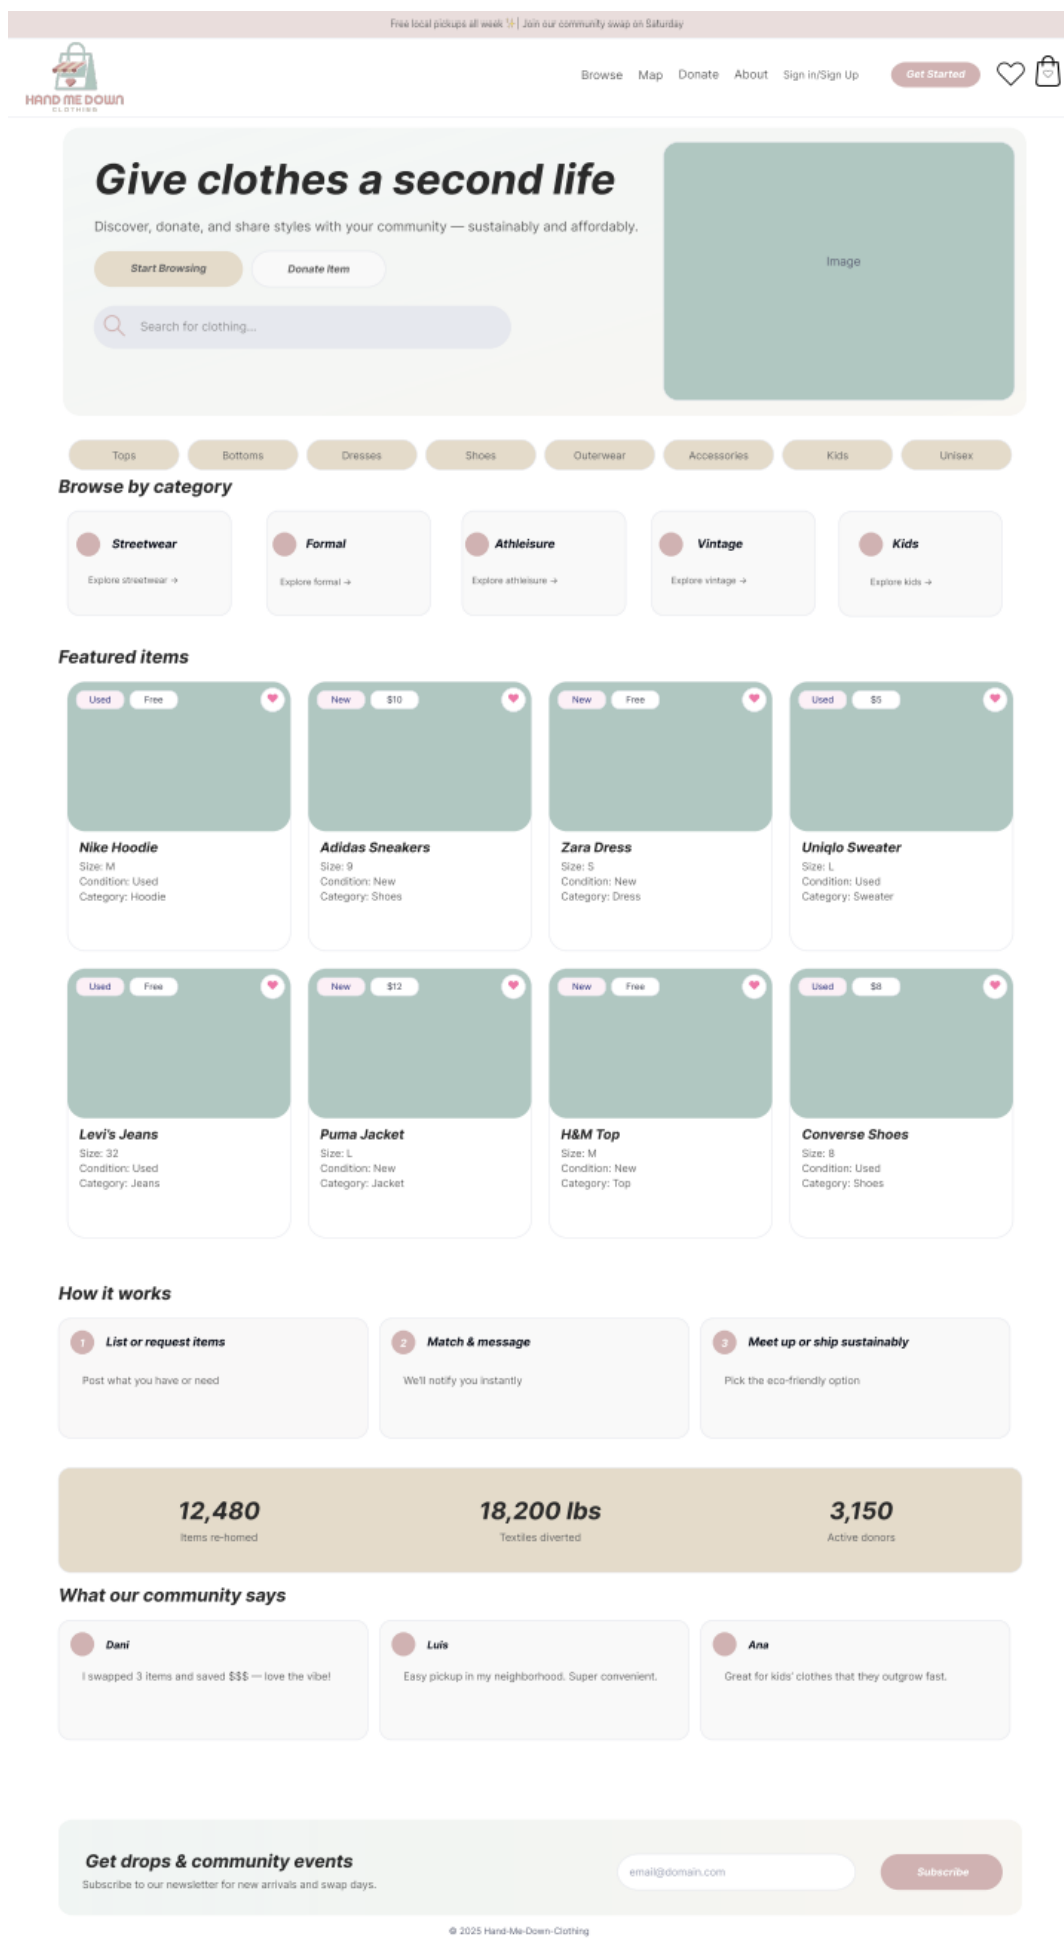 Free local pickups all week ✨| Join our community swap on Saturday
HAND ME DOWN
CLOTHING
Browse Map Donate About Sign in/Sign Up Get Started
Give clothes a second life
Discover, donate, and share styles with your community — sustainably and affordably.
Start Browsing Donate Item
Search for clothing...
Image
Tops Bottoms Dresses Shoes Outerwear Accessories Kids Unisex
Browse by category
Streetwear Formal Athleisure Vintage Kids
Explore streetwear → Explore formal → Explore athleisure → Explore vintage → Explore kids →
Featured items
Used Free New $10 New Free Used $5
Nike Hoodie Adidas Sneakers Zara Dress Uniqlo Sweater
Size: M Size: 9 Size: S Size: L
Condition: Used Condition: New Condition: New Condition: Used
Category: Hoodie Category: Shoes Category: Dress Category: Sweater
Used Free New $12 New Free Used $8
Levi's Jeans Puma Jacket H&M Top Converse Shoes
Size: 32 Size: L Size: M Size: 8
Condition: Used Condition: New Condition: New Condition: Used
Category: Jeans Category: Jacket Category: Top Category: Shoes
How it works
1 List or request items 2 Match & message 3 Meet up or ship sustainably
Post what you have or need We'll notify you instantly Pick the eco-friendly option
12,480 18,200 lbs 3,150
Items re-homed Textiles diverted Active donors
What our community says
Dani Luis Ana
I swapped 3 items and saved $$$ — love the vibe! Easy pickup in my neighborhood. Super convenient. Great for kids' clothes that they outgrow fast.
Get drops & community events
Subscribe to our newsletter for new arrivals and swap days.
email@domain.com Subscribe
© 2025 Hand-Me-Down-Clothing